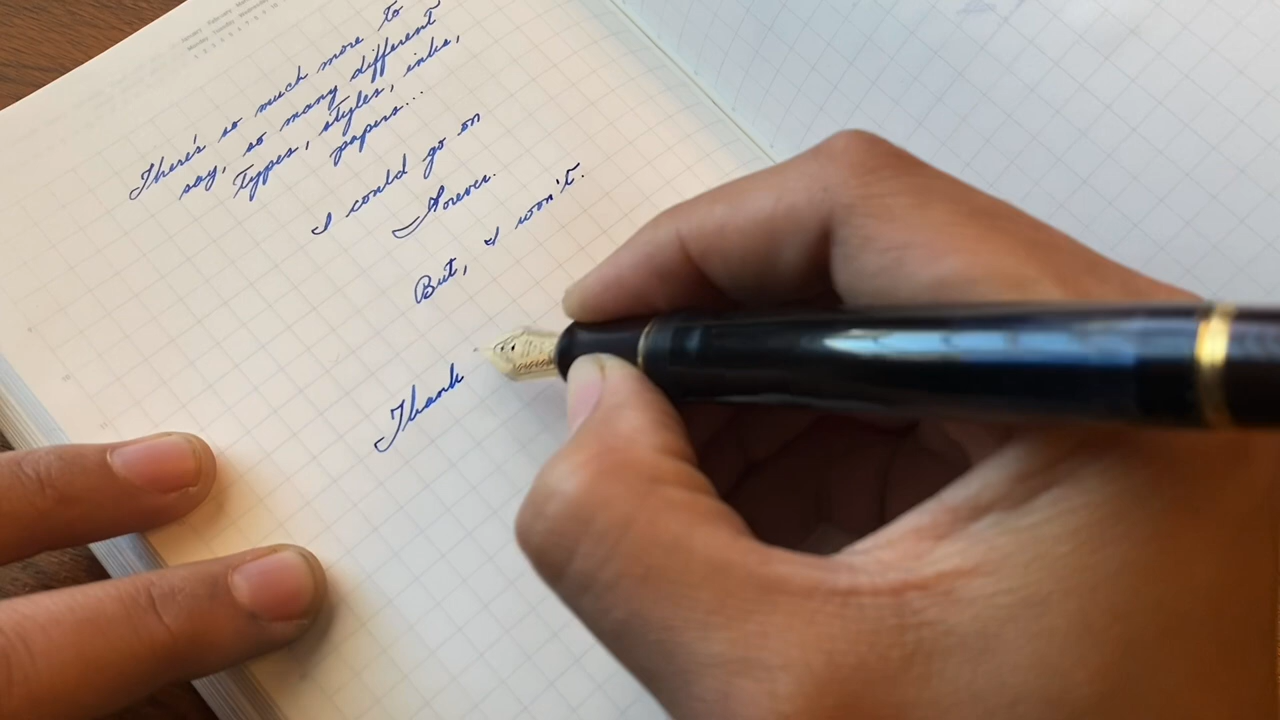 There's so much more to
say, so many different
types, styles, inks,
papers...
I could go on
Forever.
But, I won't.
Thank